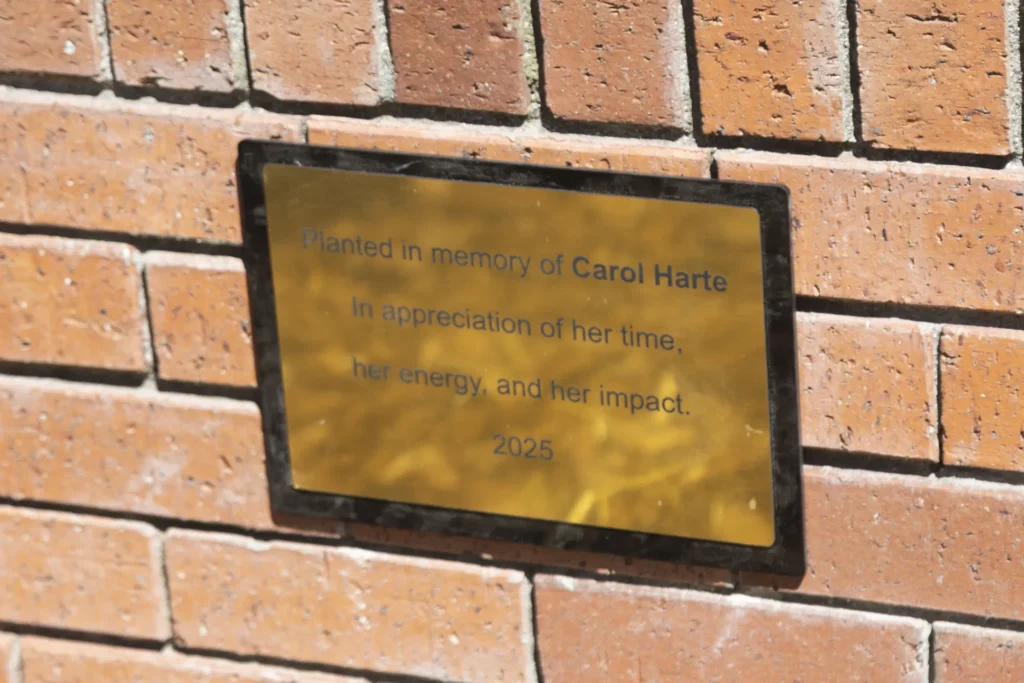 Planted in memory of Carol Harte
In appreciation of her time,
her energy, and her impact.
2025